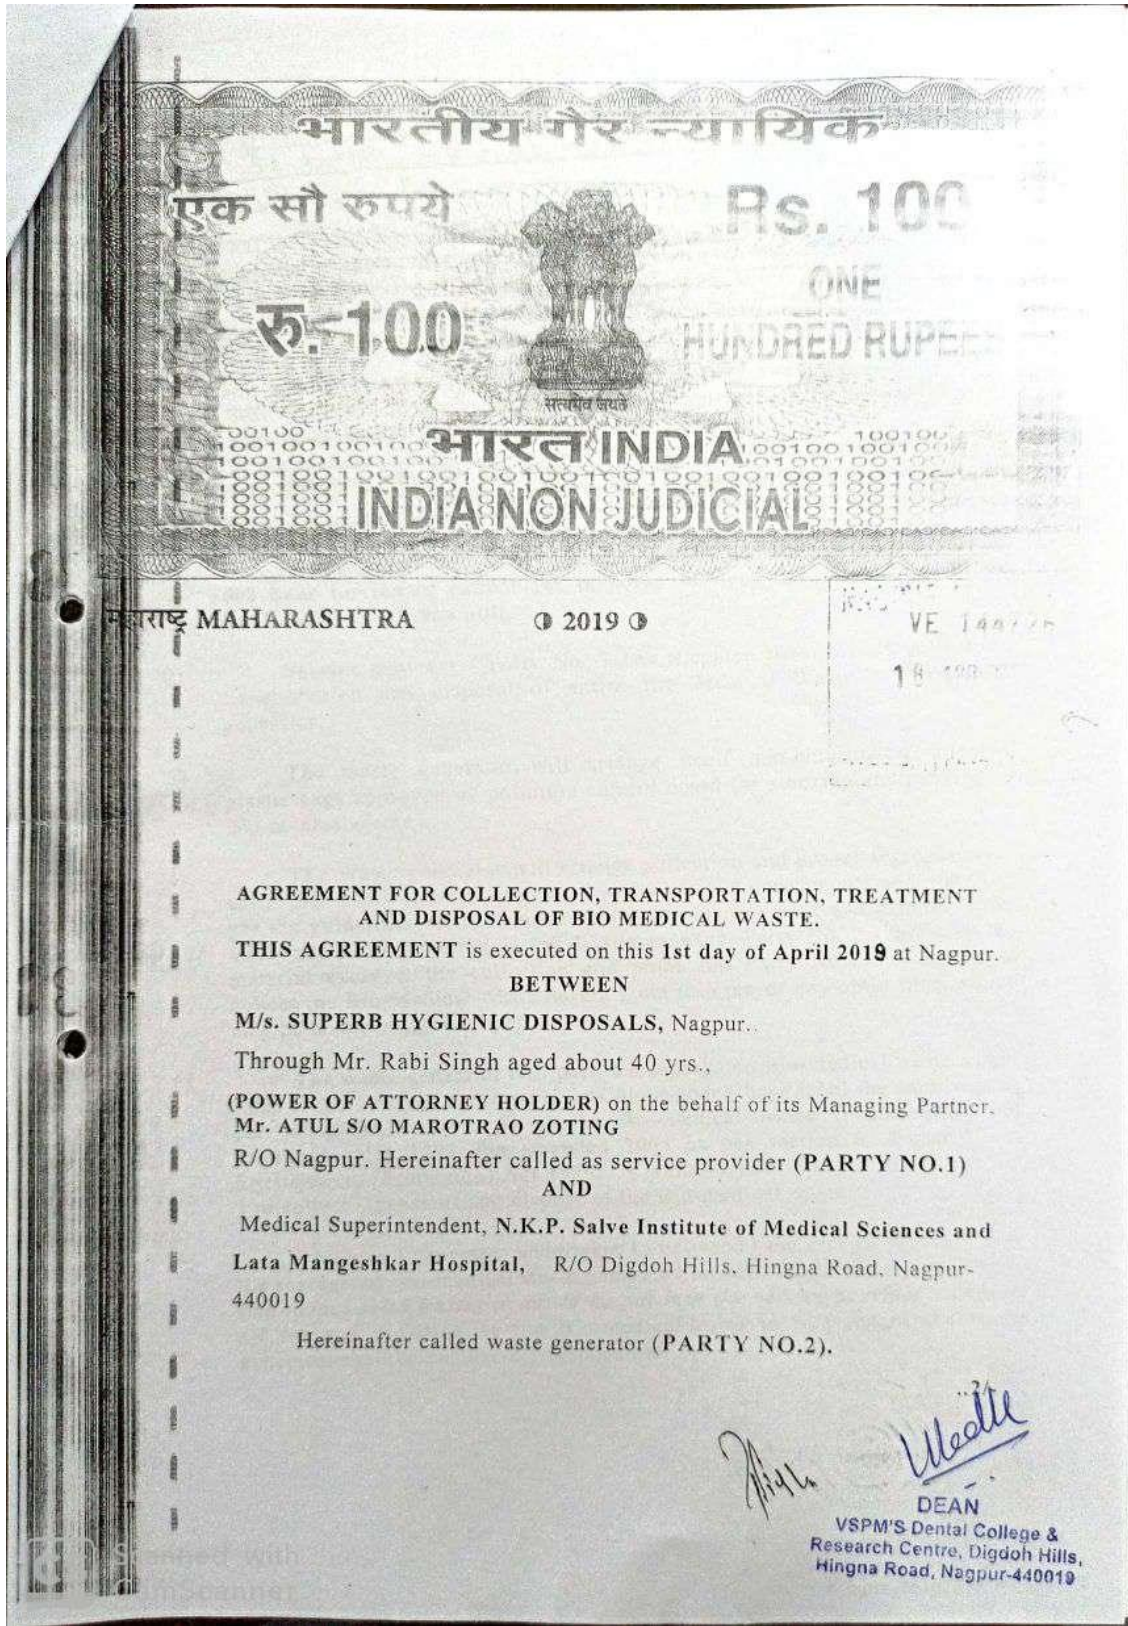 भारतीय गैर न्यायिक
एक सौ रुपये
Rs. 100
ONE
रु. 100
HUNDRED RUPEES
सत्यमेव जयते
भारत INDIA
INDIA NON JUDICIAL
महाराष्ट्र MAHARASHTRA
2019
VE
AGREEMENT FOR COLLECTION, TRANSPORTATION, TREATMENT
AND DISPOSAL OF BIO MEDICAL WASTE.
THIS AGREEMENT is executed on this 1st day of April 2019 at Nagpur.
BETWEEN
M/s. SUPERB HYGIENIC DISPOSALS, Nagpur..
Through Mr. Rabi Singh aged about 40 yrs.,
(POWER OF ATTORNEY HOLDER) on the behalf of its Managing Partner,
Mr. ATUL S/O MAROTRAO ZOTING
R/O Nagpur. Hereinafter called as service provider (PARTY NO.1)
AND
Medical Superintendent, N.K.P. Salve Institute of Medical Sciences and
Lata Mangeshkar Hospital, R/O Digdoh Hills, Hingna Road, Nagpur-
440019
Hereinafter called waste generator (PARTY NO.2).
DEAN
VSPM'S Dental College &
Research Centre, Digdoh Hills,
Hingna Road, Nagpur-440019